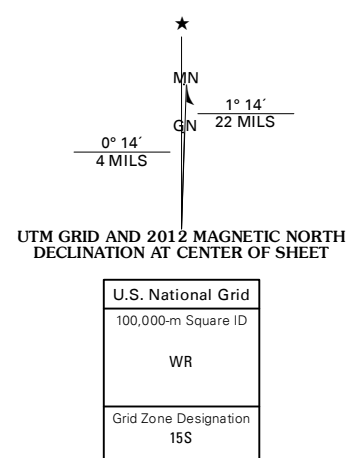 ★
MN
1° 14´
22 MILS
GN
0° 14´
4 MILS
UTM GRID AND 2012 MAGNETIC NORTH
DECLINATION AT CENTER OF SHEET
U.S. National Grid
100,000-m Square ID
WR
Grid Zone Designation
15S